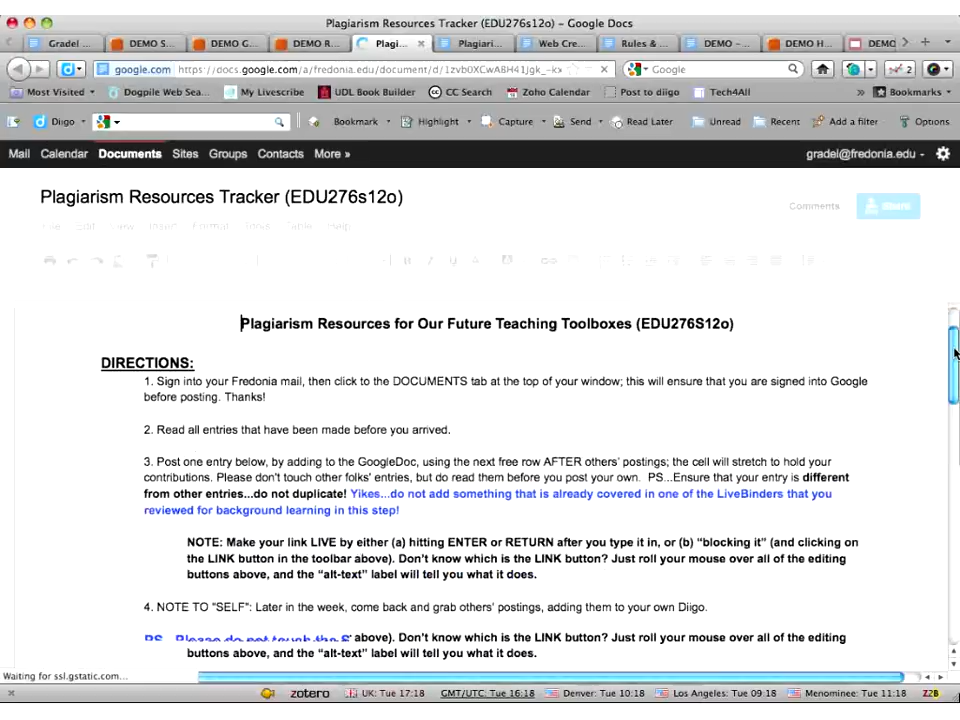 Plagiarism Resources Tracker (EDU276s12o) – Google Docs
Gradel ... DEMO S... DEMO G... DEMO R... Plagi... Plagiari... Web Cre... Rules & ... DEMO –... DEMO H... DEMO
google.com https://docs.google.com/a/fredonia.edu/document/d/1zvb0XCwABH41jgk_-kx Google
Most Visited Dogpile Web Sea... My Livescribe UDL Book Builder CC Search Zoho Calendar Post to diigo Tech4All » Bookmarks
Diigo Bookmark Highlight Capture Send Read Later Unread Recent Add a filter Options
Mail Calendar Documents Sites Groups Contacts More » gradel@fredonia.edu
Plagiarism Resources Tracker (EDU276s12o)
Comments Share
File Edit View Insert Format Tools Table Help
Plagiarism Resources for Our Future Teaching Toolboxes (EDU276S12o)
DIRECTIONS:
1. Sign into your Fredonia mail, then click to the DOCUMENTS tab at the top of your window; this will ensure that you are signed into Google
before posting. Thanks!
2. Read all entries that have been made before you arrived.
3. Post one entry below, by adding to the GoogleDoc, using the next free row AFTER others' postings; the cell will stretch to hold your
contributions. Please don't touch other folks' entries, but do read them before you post your own. PS...Ensure that your entry is different
from other entries...do not duplicate! Yikes...do not add something that is already covered in one of the LiveBinders that you
reviewed for background learning in this step!
NOTE: Make your link LIVE by either (a) hitting ENTER or RETURN after you type it in, or (b) “blocking it” (and clicking on
the LINK button in the toolbar above). Don't know which is the LINK button? Just roll your mouse over all of the editing
buttons above, and the “alt-text” label will tell you what it does.
4. NOTE TO "SELF": Later in the week, come back and grab others' postings, adding them to your own Diigo.
PS...Please do not touch the above). Don't know which is the LINK button? Just roll your mouse over all of the editing
buttons above, and the “alt-text” label will tell you what it does.
Waiting for ssl.gstatic.com...
zotero UK: Tue 17:18 GMT/UTC: Tue 16:18 Denver: Tue 10:18 Los Angeles: Tue 09:18 Menominee: Tue 11:18